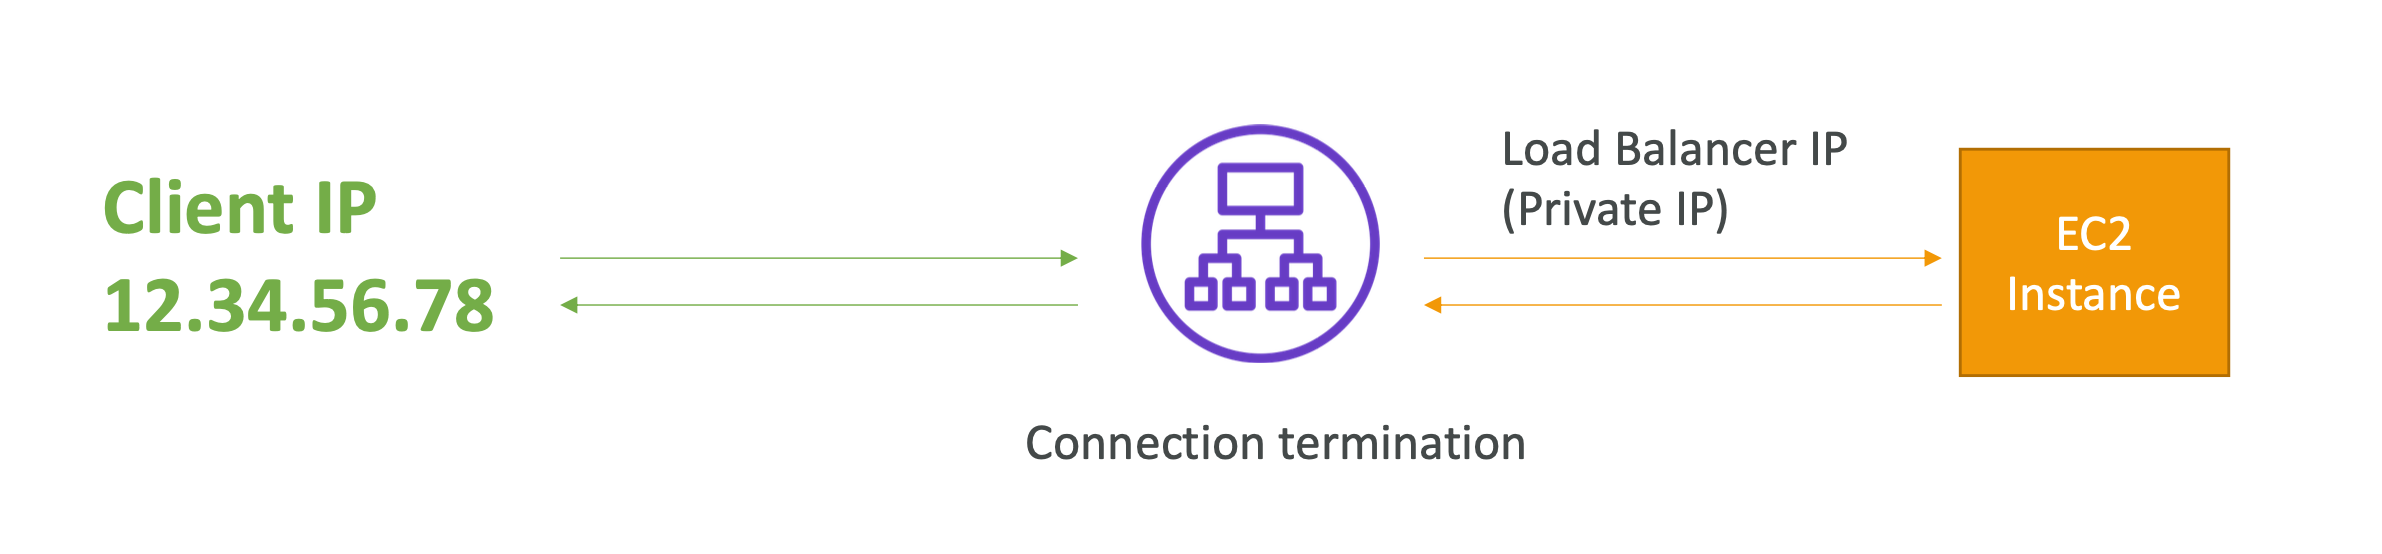 Client IP
12.34.56.78
Load Balancer IP
(Private IP)
EC2
Instance
Connection termination